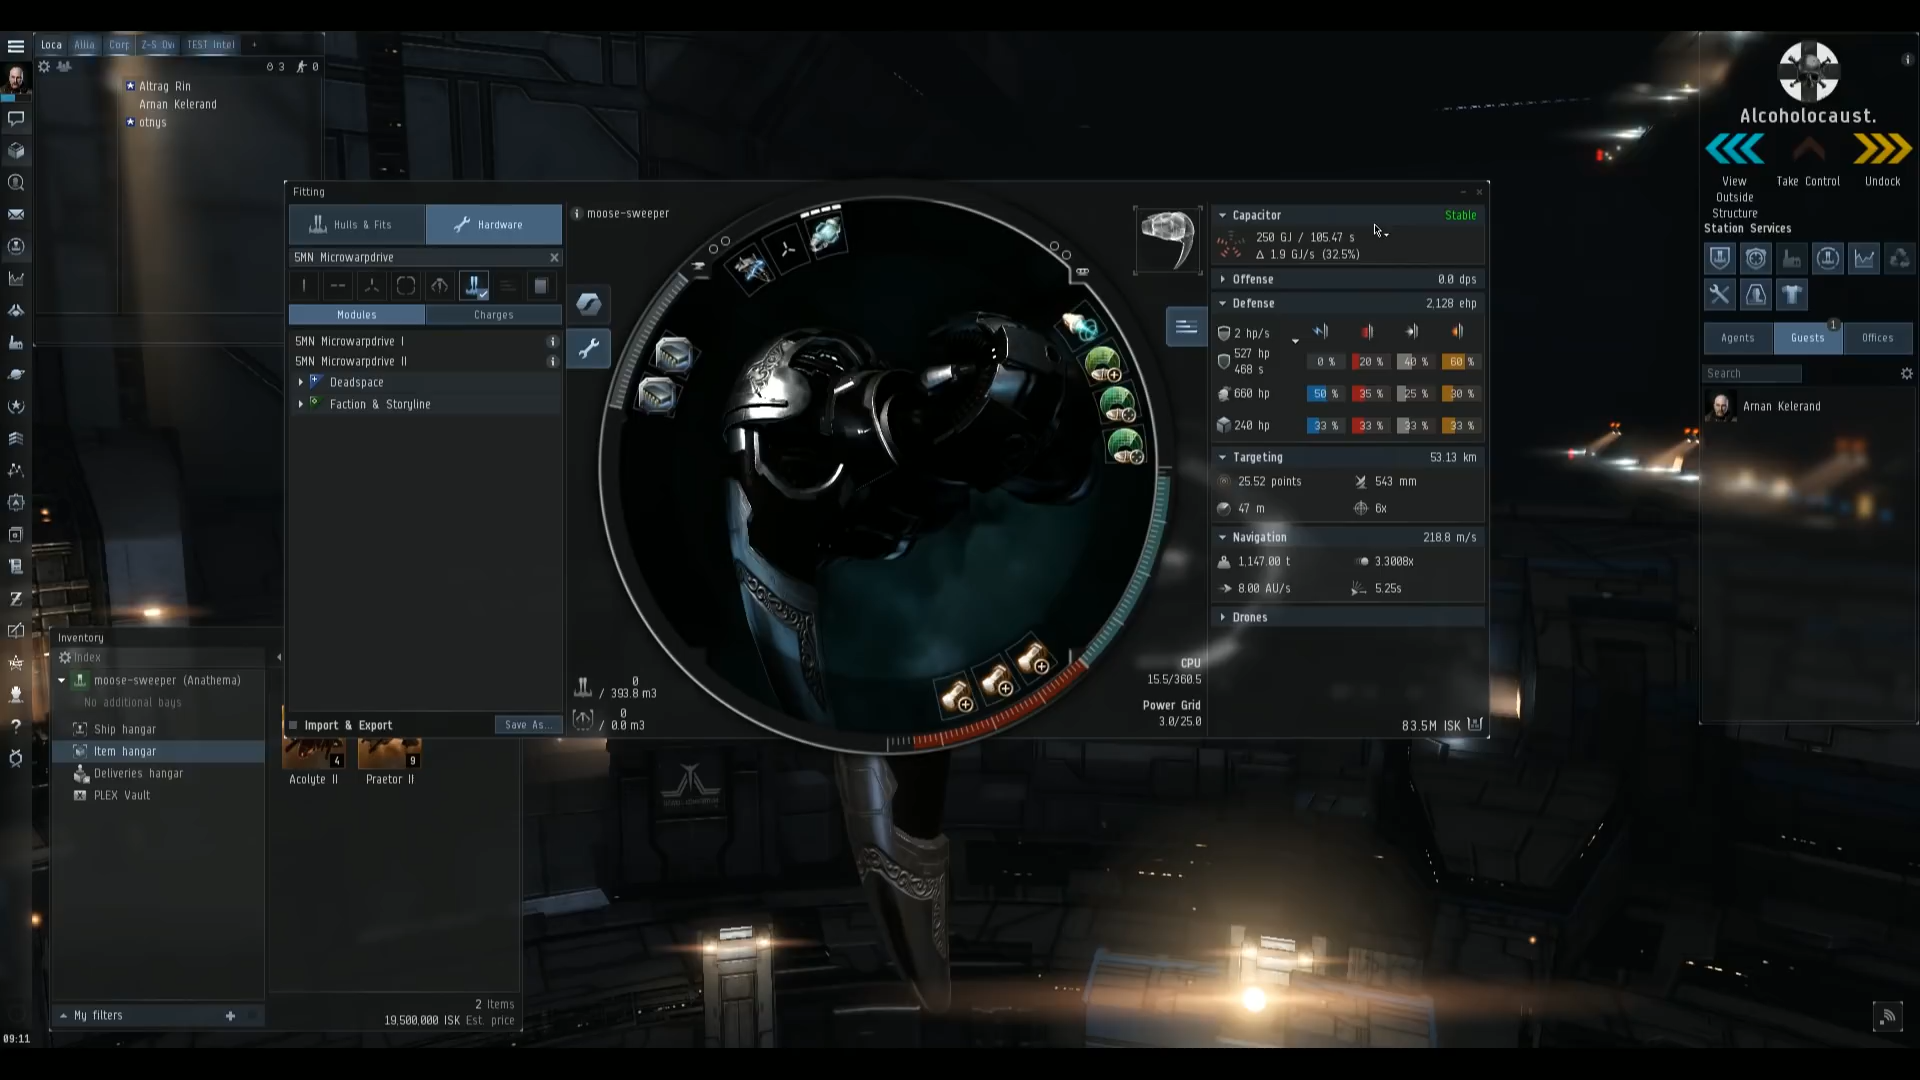 Loca Allia Corp Z-S Ov TEST Intel +
3 0
Altrag Rin
Arnan Kelerand
otnys
Fitting
Hulls & Fits
Hardware
5MN Microwarpdrive
Modules
Charges
5MN Microwarpdrive I
5MN Microwarpdrive II
Deadspace
Faction & Storyline
Import & Export
Save As...
moose-sweeper
0
/ 393.8 m3
0
/ 0.0 m3
CPU
15.5/360.5
Power Grid
3.0/25.0
Capacitor
Stable
250 GJ / 105.47 s
Δ 1.9 GJ/s (32.5%)
Offense
0.0 dps
Defense
2,128 ehp
2 hp/s
527 hp
468 s
0 % 20 % 40 % 60 %
660 hp
50 % 35 % 25 % 30 %
240 hp
33 % 33 % 33 % 33 %
Targeting
53.13 km
25.52 points
543 mm
47 m
6x
Navigation
218.8 m/s
1,147.00 t
3.3008x
8.00 AU/s
5.25s
Drones
83.5M ISK
Alcoholocaust.
View
Outside
Structure
Take Control
Undock
Station Services
Agents
Guests
1
Offices
Search
Arnan Kelerand
Inventory
Index
moose-sweeper (Anathema)
No additional bays
Ship hangar
Item hangar
Deliveries hangar
PLEX Vault
My filters
+
4
Acolyte II
9
Praetor II
2 Items
19,500,000 ISK Est. price
09:11